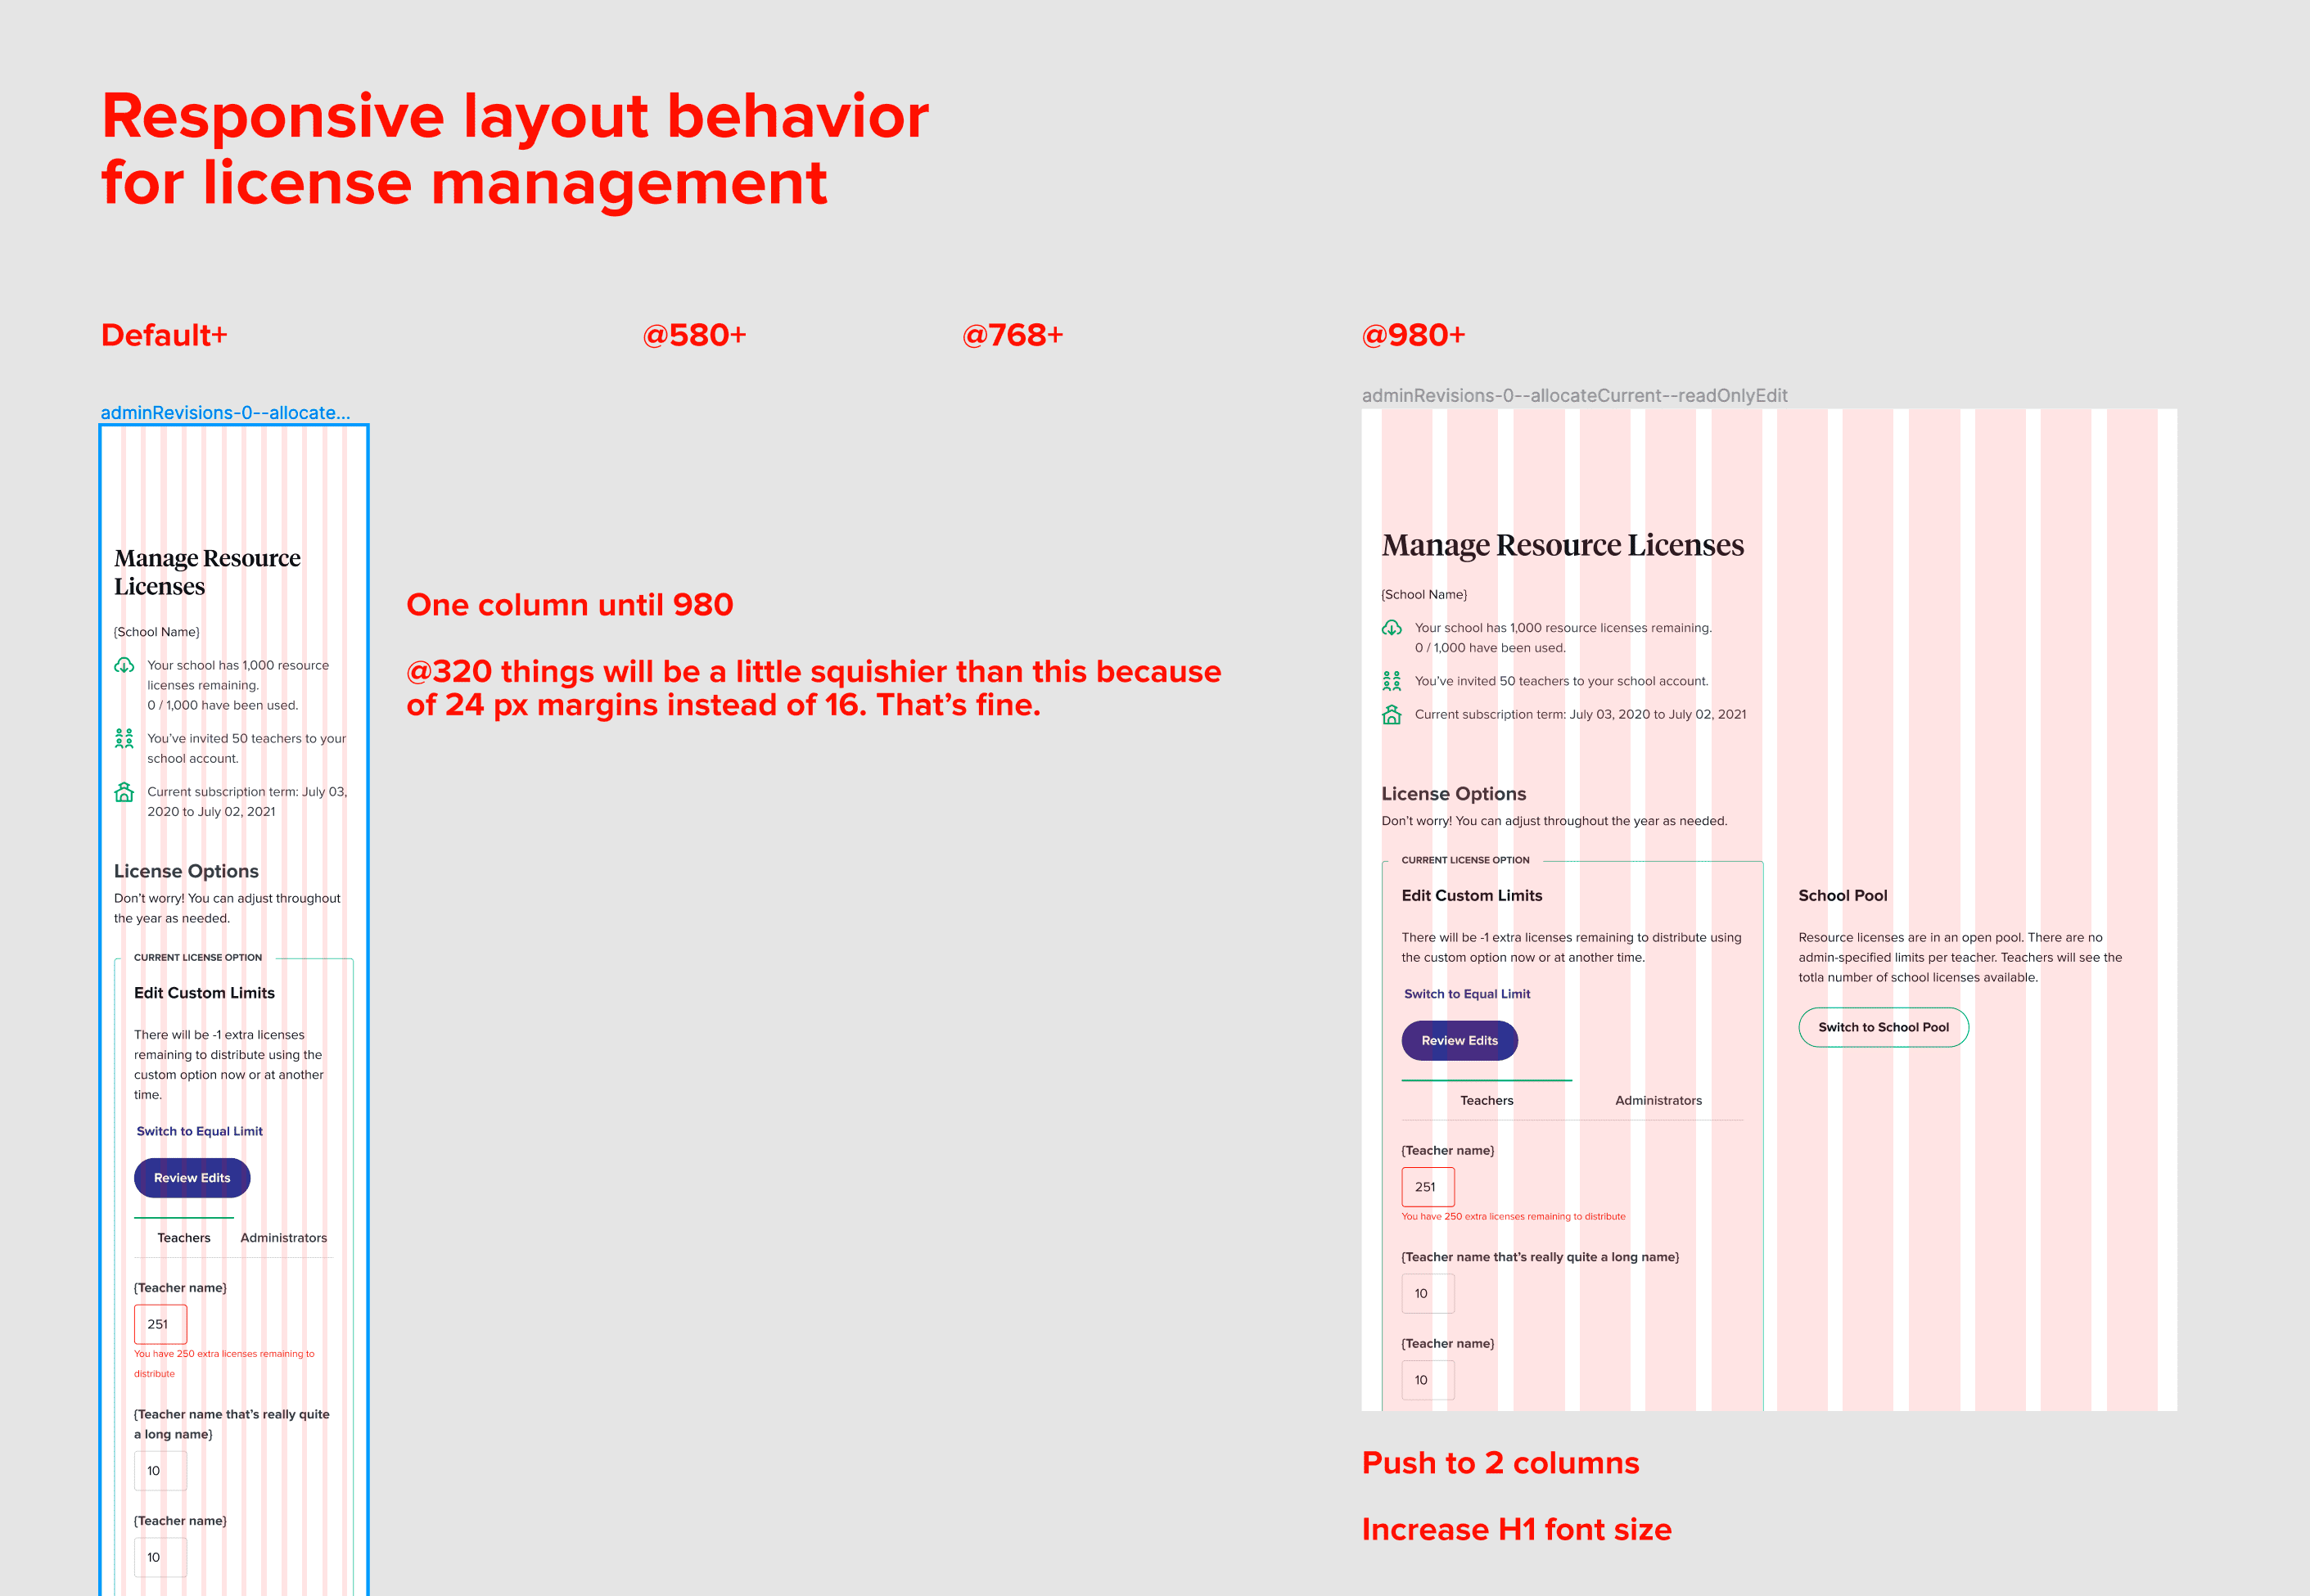 Responsive layout behavior
for license management
Default+
@580+
@768+
@980+
adminRevisions-0--allocate...
Manage Resource
Licenses
{School Name}
Your school has 1,000 resource
licenses remaining.
0 / 1,000 have been used.
You’ve invited 50 teachers to your
school account.
Current subscription term: July 03,
2020 to July 02, 2021
License Options
Don’t worry! You can adjust throughout
the year as needed.
CURRENT LICENSE OPTION
Edit Custom Limits
There will be -1 extra licenses
remaining to distribute using the
custom option now or at another
time.
Switch to Equal Limit
Review Edits
Teachers
Administrators
{Teacher name}
251
You have 250 extra licenses remaining to
distribute
{Teacher name that’s really quite
a long name}
10
{Teacher name}
10
One column until 980
@320 things will be a little squishier than this because
of 24 px margins instead of 16. That’s fine.
adminRevisions-0--allocateCurrent--readOnlyEdit
Manage Resource Licenses
{School Name}
Your school has 1,000 resource licenses remaining.
0 / 1,000 have been used.
You’ve invited 50 teachers to your school account.
Current subscription term: July 03, 2020 to July 02, 2021
License Options
Don’t worry! You can adjust throughout the year as needed.
CURRENT LICENSE OPTION
Edit Custom Limits
There will be -1 extra licenses remaining to distribute using
the custom option now or at another time.
Switch to Equal Limit
Review Edits
Teachers
Administrators
{Teacher name}
251
You have 250 extra licenses remaining to distribute
{Teacher name that’s really quite a long name}
10
{Teacher name}
10
School Pool
Resource licenses are in an open pool. There are no
admin-specified limits per teacher. Teachers will see the
totla number of school licenses available.
Switch to School Pool
Push to 2 columns
Increase H1 font size